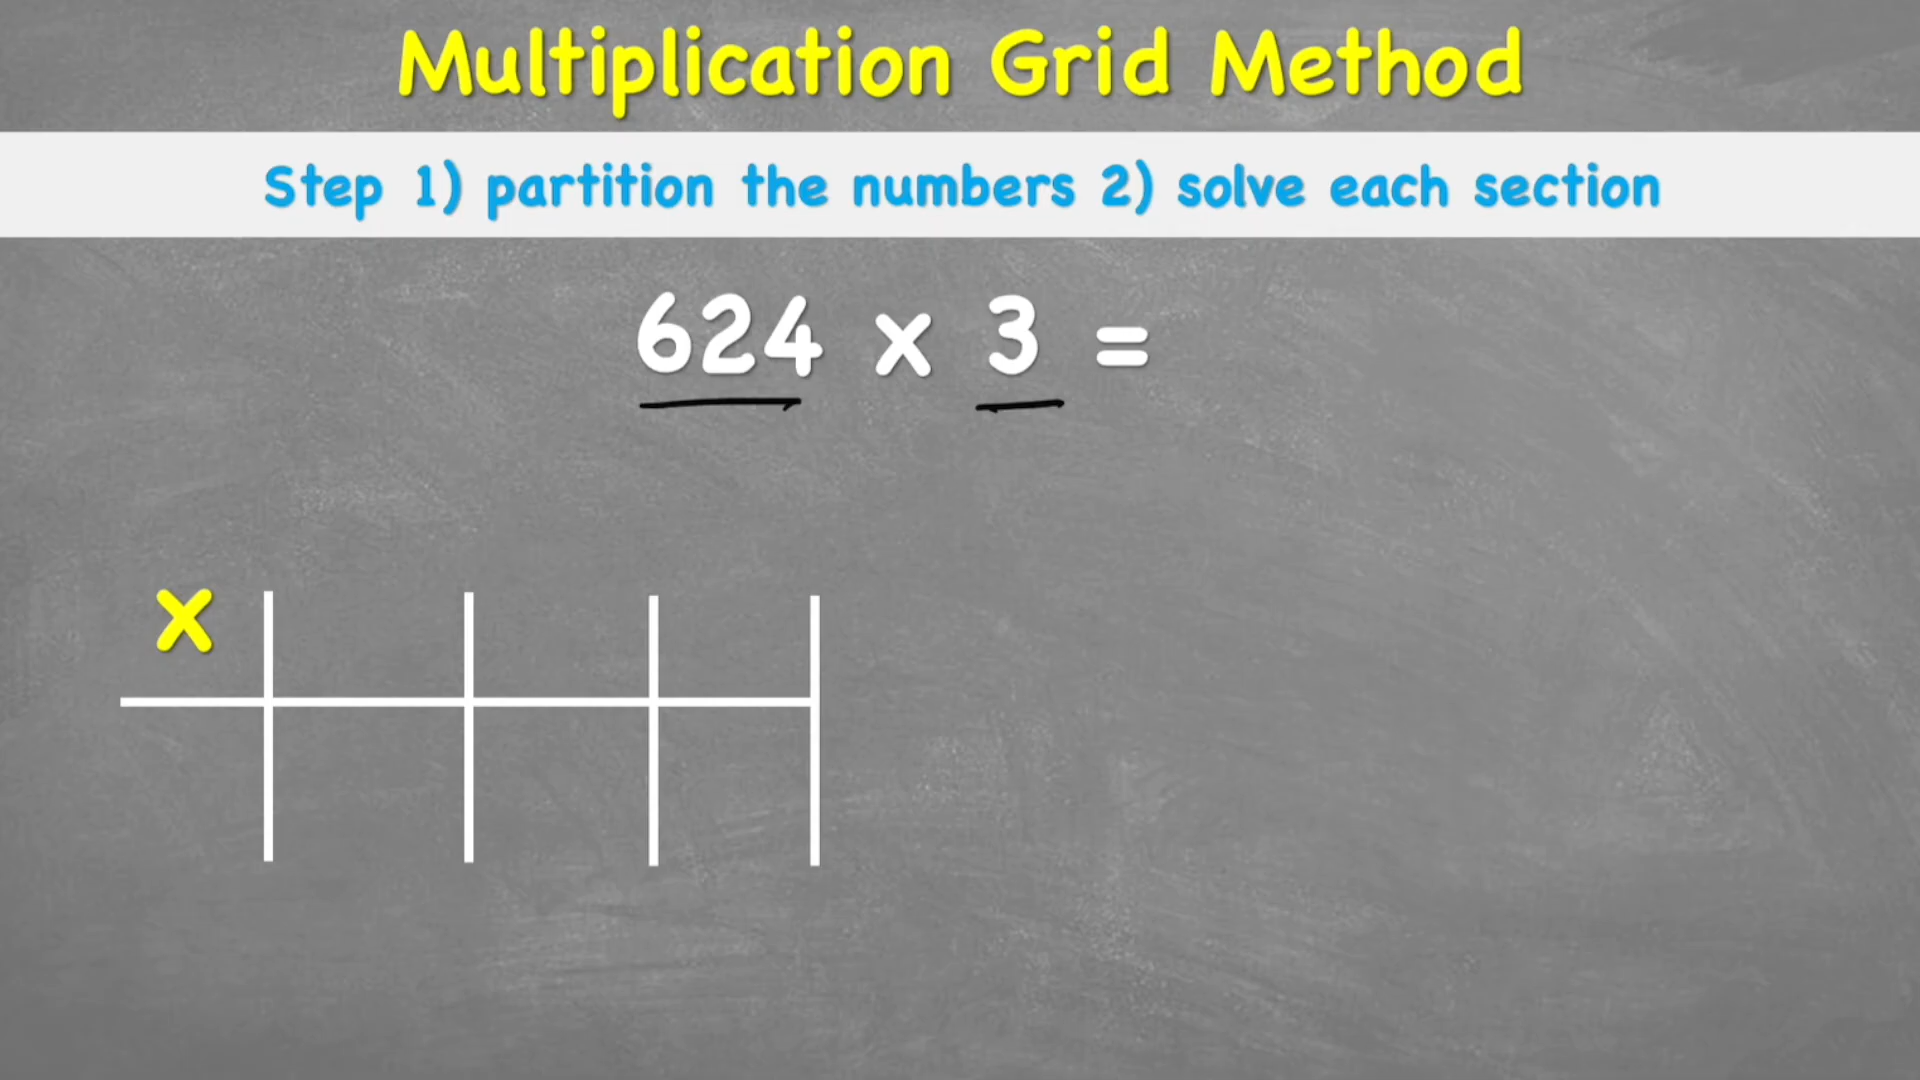 Multiplication Grid Method
Step 1) partition the numbers 2) solve each section
624 x 3 =
x